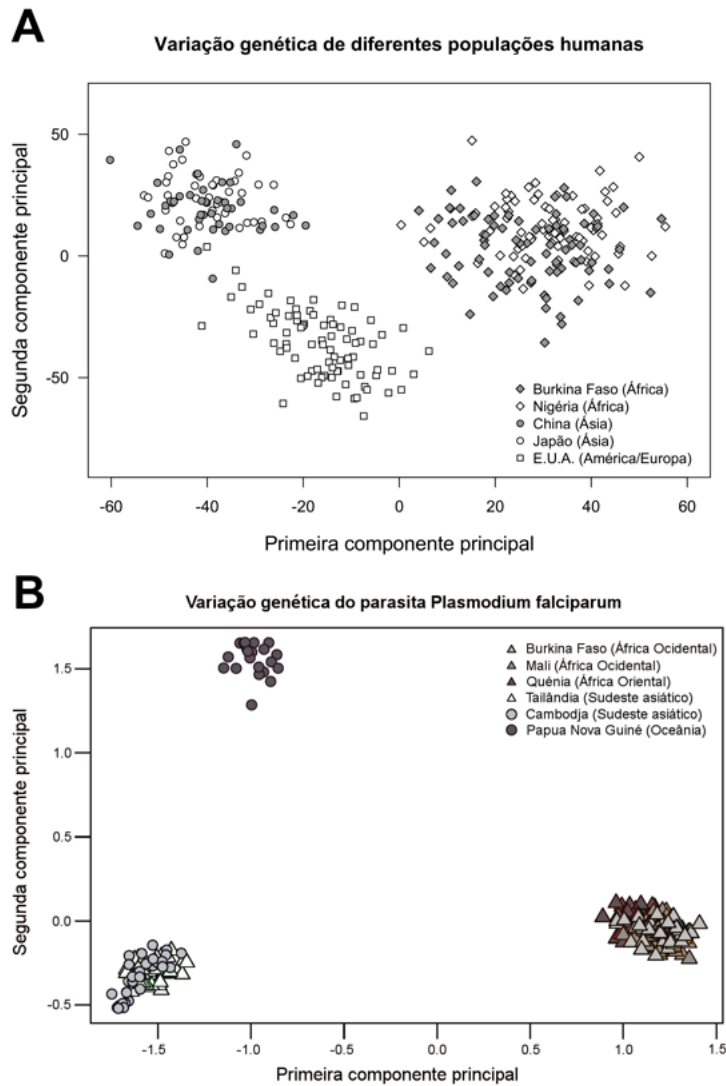 A
Variação genética de diferentes populações humanas
Segunda componente principal
50
0
-50
Burkina Faso (África)
Nigéria (África)
China (Ásia)
Japão (Ásia)
E.U.A. (América/Europa)
-60 -40 -20 0 20 40 60
Primeira componente principal
B
Variação genética do parasita Plasmodium falciparum
Segunda componente principal
1.5
1.0
0.5
0.0
-0.5
Burkina Faso (África Ocidental)
Mali (África Ocidental)
Quénia (África Oriental)
Tailândia (Sudeste asiático)
Cambodja (Sudeste asiático)
Papua Nova Guiné (Oceânia)
-1.5 -1.0 -0.5 0.0 0.5 1.0 1.5
Primeira componente principal